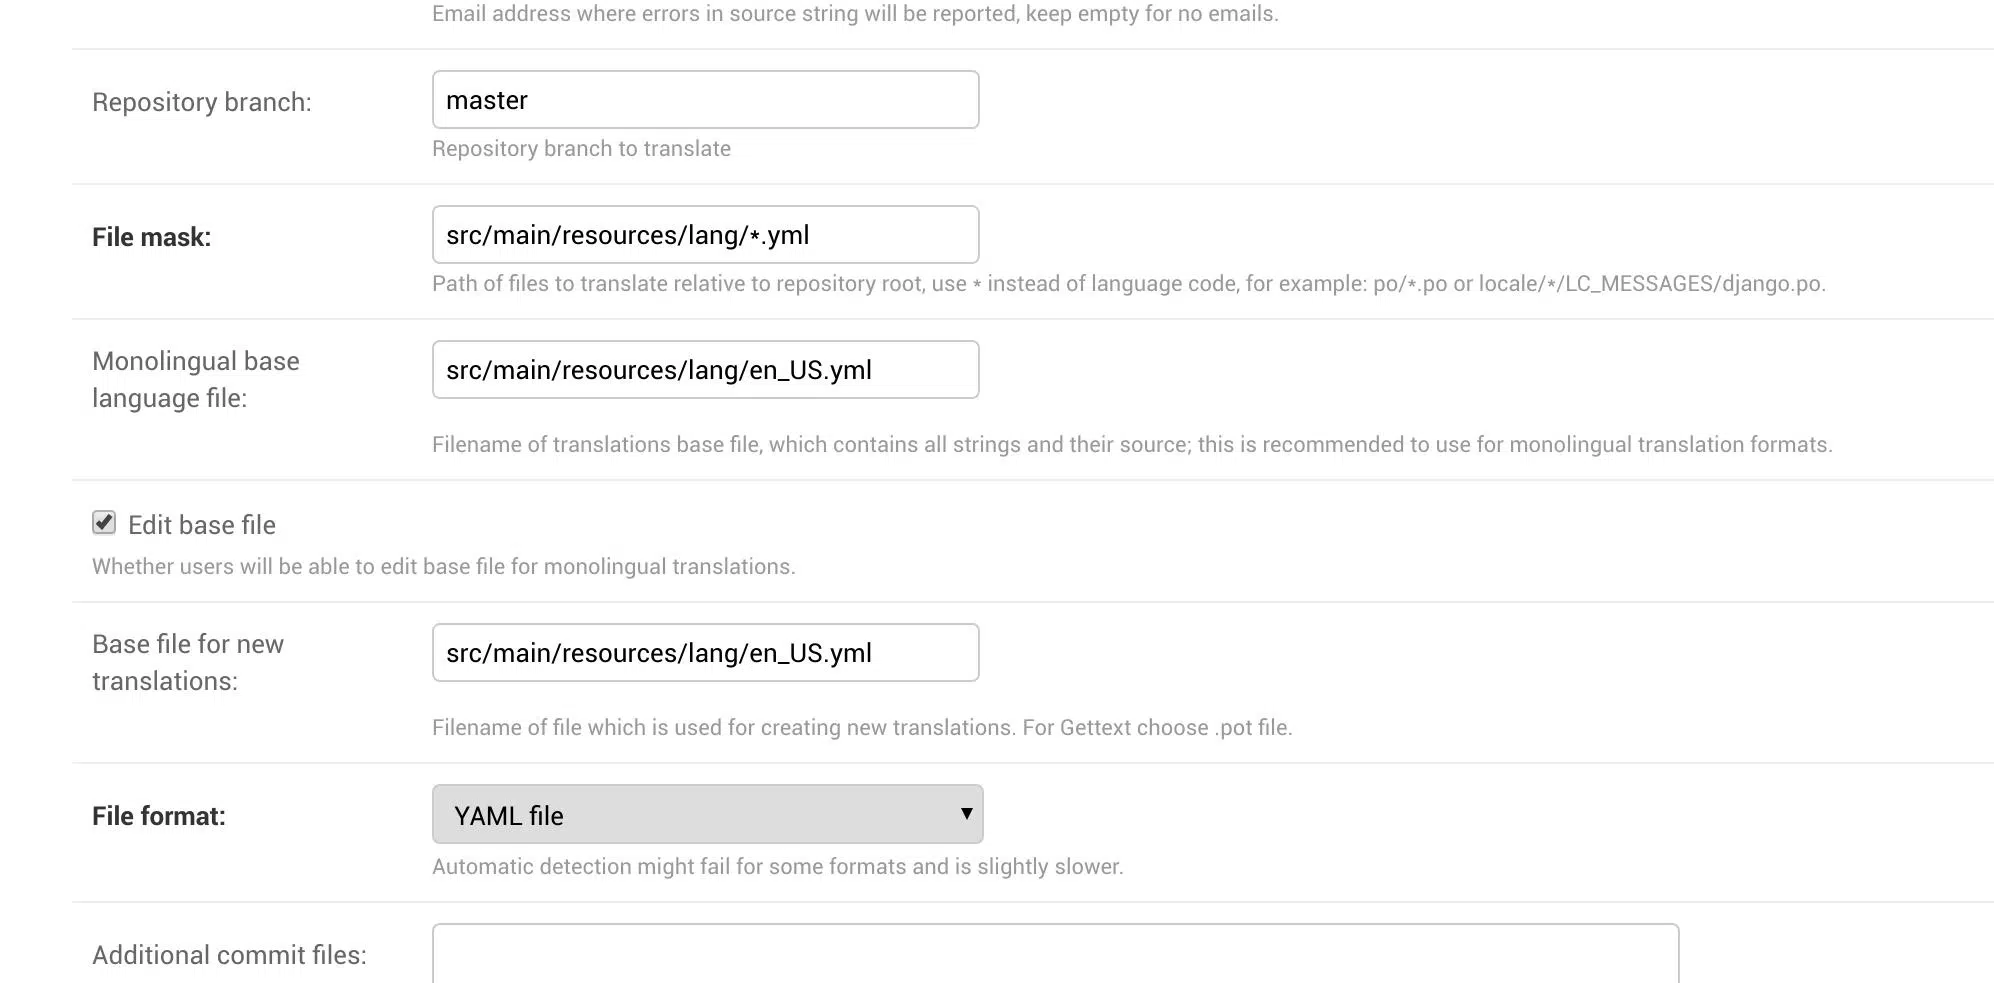 Email address where errors in source string will be reported, keep empty for no emails.
Repository branch:
master
Repository branch to translate
File mask:
src/main/resources/lang/*.yml
Path of files to translate relative to repository root, use * instead of language code, for example: po/*.po or locale/*/LC_MESSAGES/django.po.
Monolingual base
language file:
src/main/resources/lang/en_US.yml
Filename of translations base file, which contains all strings and their source; this is recommended to use for monolingual translation formats.
Edit base file
Whether users will be able to edit base file for monolingual translations.
Base file for new
translations:
src/main/resources/lang/en_US.yml
Filename of file which is used for creating new translations. For Gettext choose .pot file.
File format:
YAML file
Automatic detection might fail for some formats and is slightly slower.
Additional commit files: